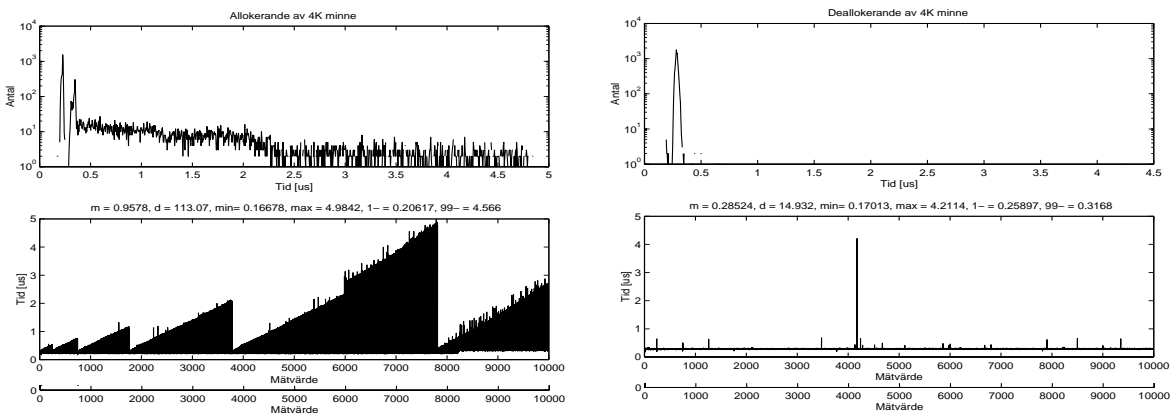 Allokerande av 4K minne
10^4
10^3
10^2
10^1
10^0
Antal
0 0.5 1 1.5 2 2.5 3 3.5 4 4.5 5
Tid [us]
m = 0.9578, d = 113.07, min= 0.16678, max = 4.9842, 1− = 0.20617, 99− = 4.566
5
4
3
2
1
0
Tid [us]
0 1000 2000 3000 4000 5000 6000 7000 8000 9000 10000
Mätvärde
0
0 1000 2000 3000 4000 5000 6000 7000 8000 9000 10000
Mätvärde
Deallokerande av 4K minne
10^4
10^3
10^2
10^1
10^0
Antal
0 0.5 1 1.5 2 2.5 3 3.5 4 4.5
Tid [us]
m = 0.28524, d = 14.932, min= 0.17013, max = 4.2114, 1− = 0.25897, 99− = 0.3168
5
4
3
2
1
0
Tid [us]
0 1000 2000 3000 4000 5000 6000 7000 8000 9000 10000
Mätvärde
0
0 1000 2000 3000 4000 5000 6000 7000 8000 9000 10000
Mätvärde